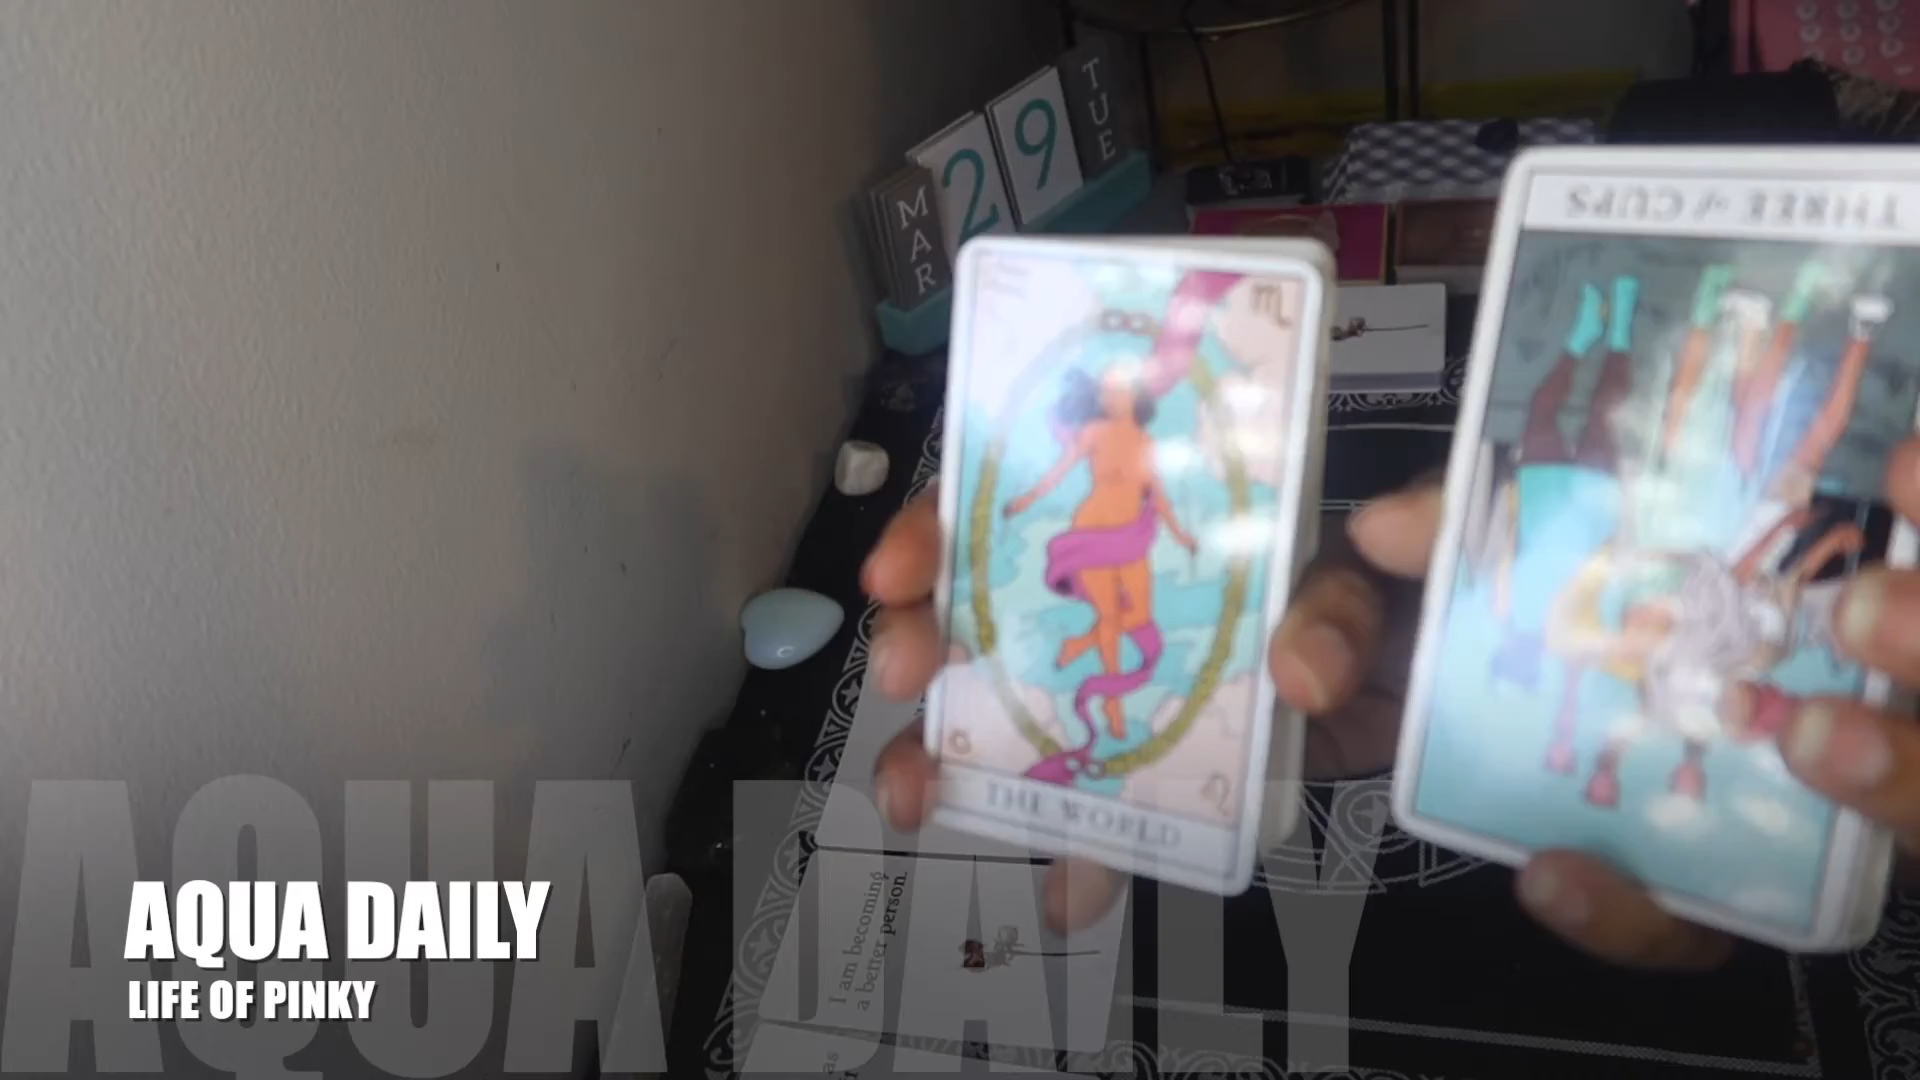 MAR
29
TUE
THREE of CUPS
THE WORLD
I am becoming
a better person.
as
AQUA DAILY
AQUA DAILY
LIFE OF PINKY